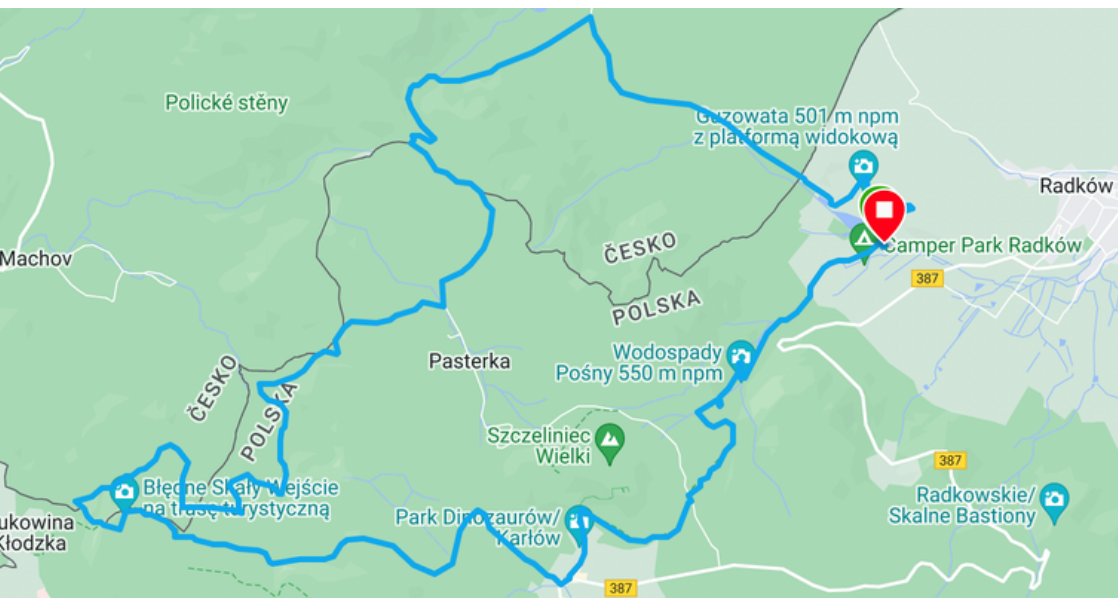 Guzowata 501 m npm
z platformą widokową
Polické stěny
Radków
ČESKO
Camper Park Radków
Machov
387
POLSKA
Wodospady
Pośny 550 m npm
Pasterka
ČESKO
POLSKA
Szczeliniec
Wielki
387
Błędne Skały Wejście
na trasę turystyczną
Radkowskie/
Skalne Bastiony
Park Dinozaurów/
Karłów
ukowina
Kłodzka
387